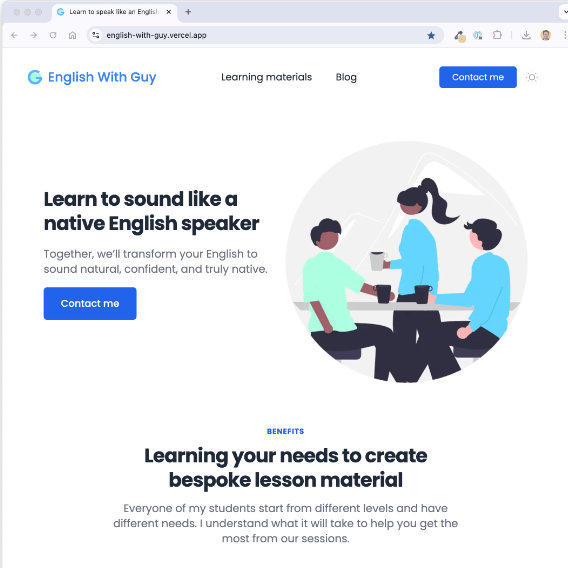 Learn to speak like an English
english-with-guy.vercel.app
English With Guy
Learning materials
Blog
Contact me
Learn to sound like a
native English speaker
Together, we'll transform your English to
sound natural, confident, and truly native.
Contact me
BENEFITS
Learning your needs to create
bespoke lesson material
Everyone of my students start from different levels and have
different needs. I understand what it will take to help you get the
most from our sessions.